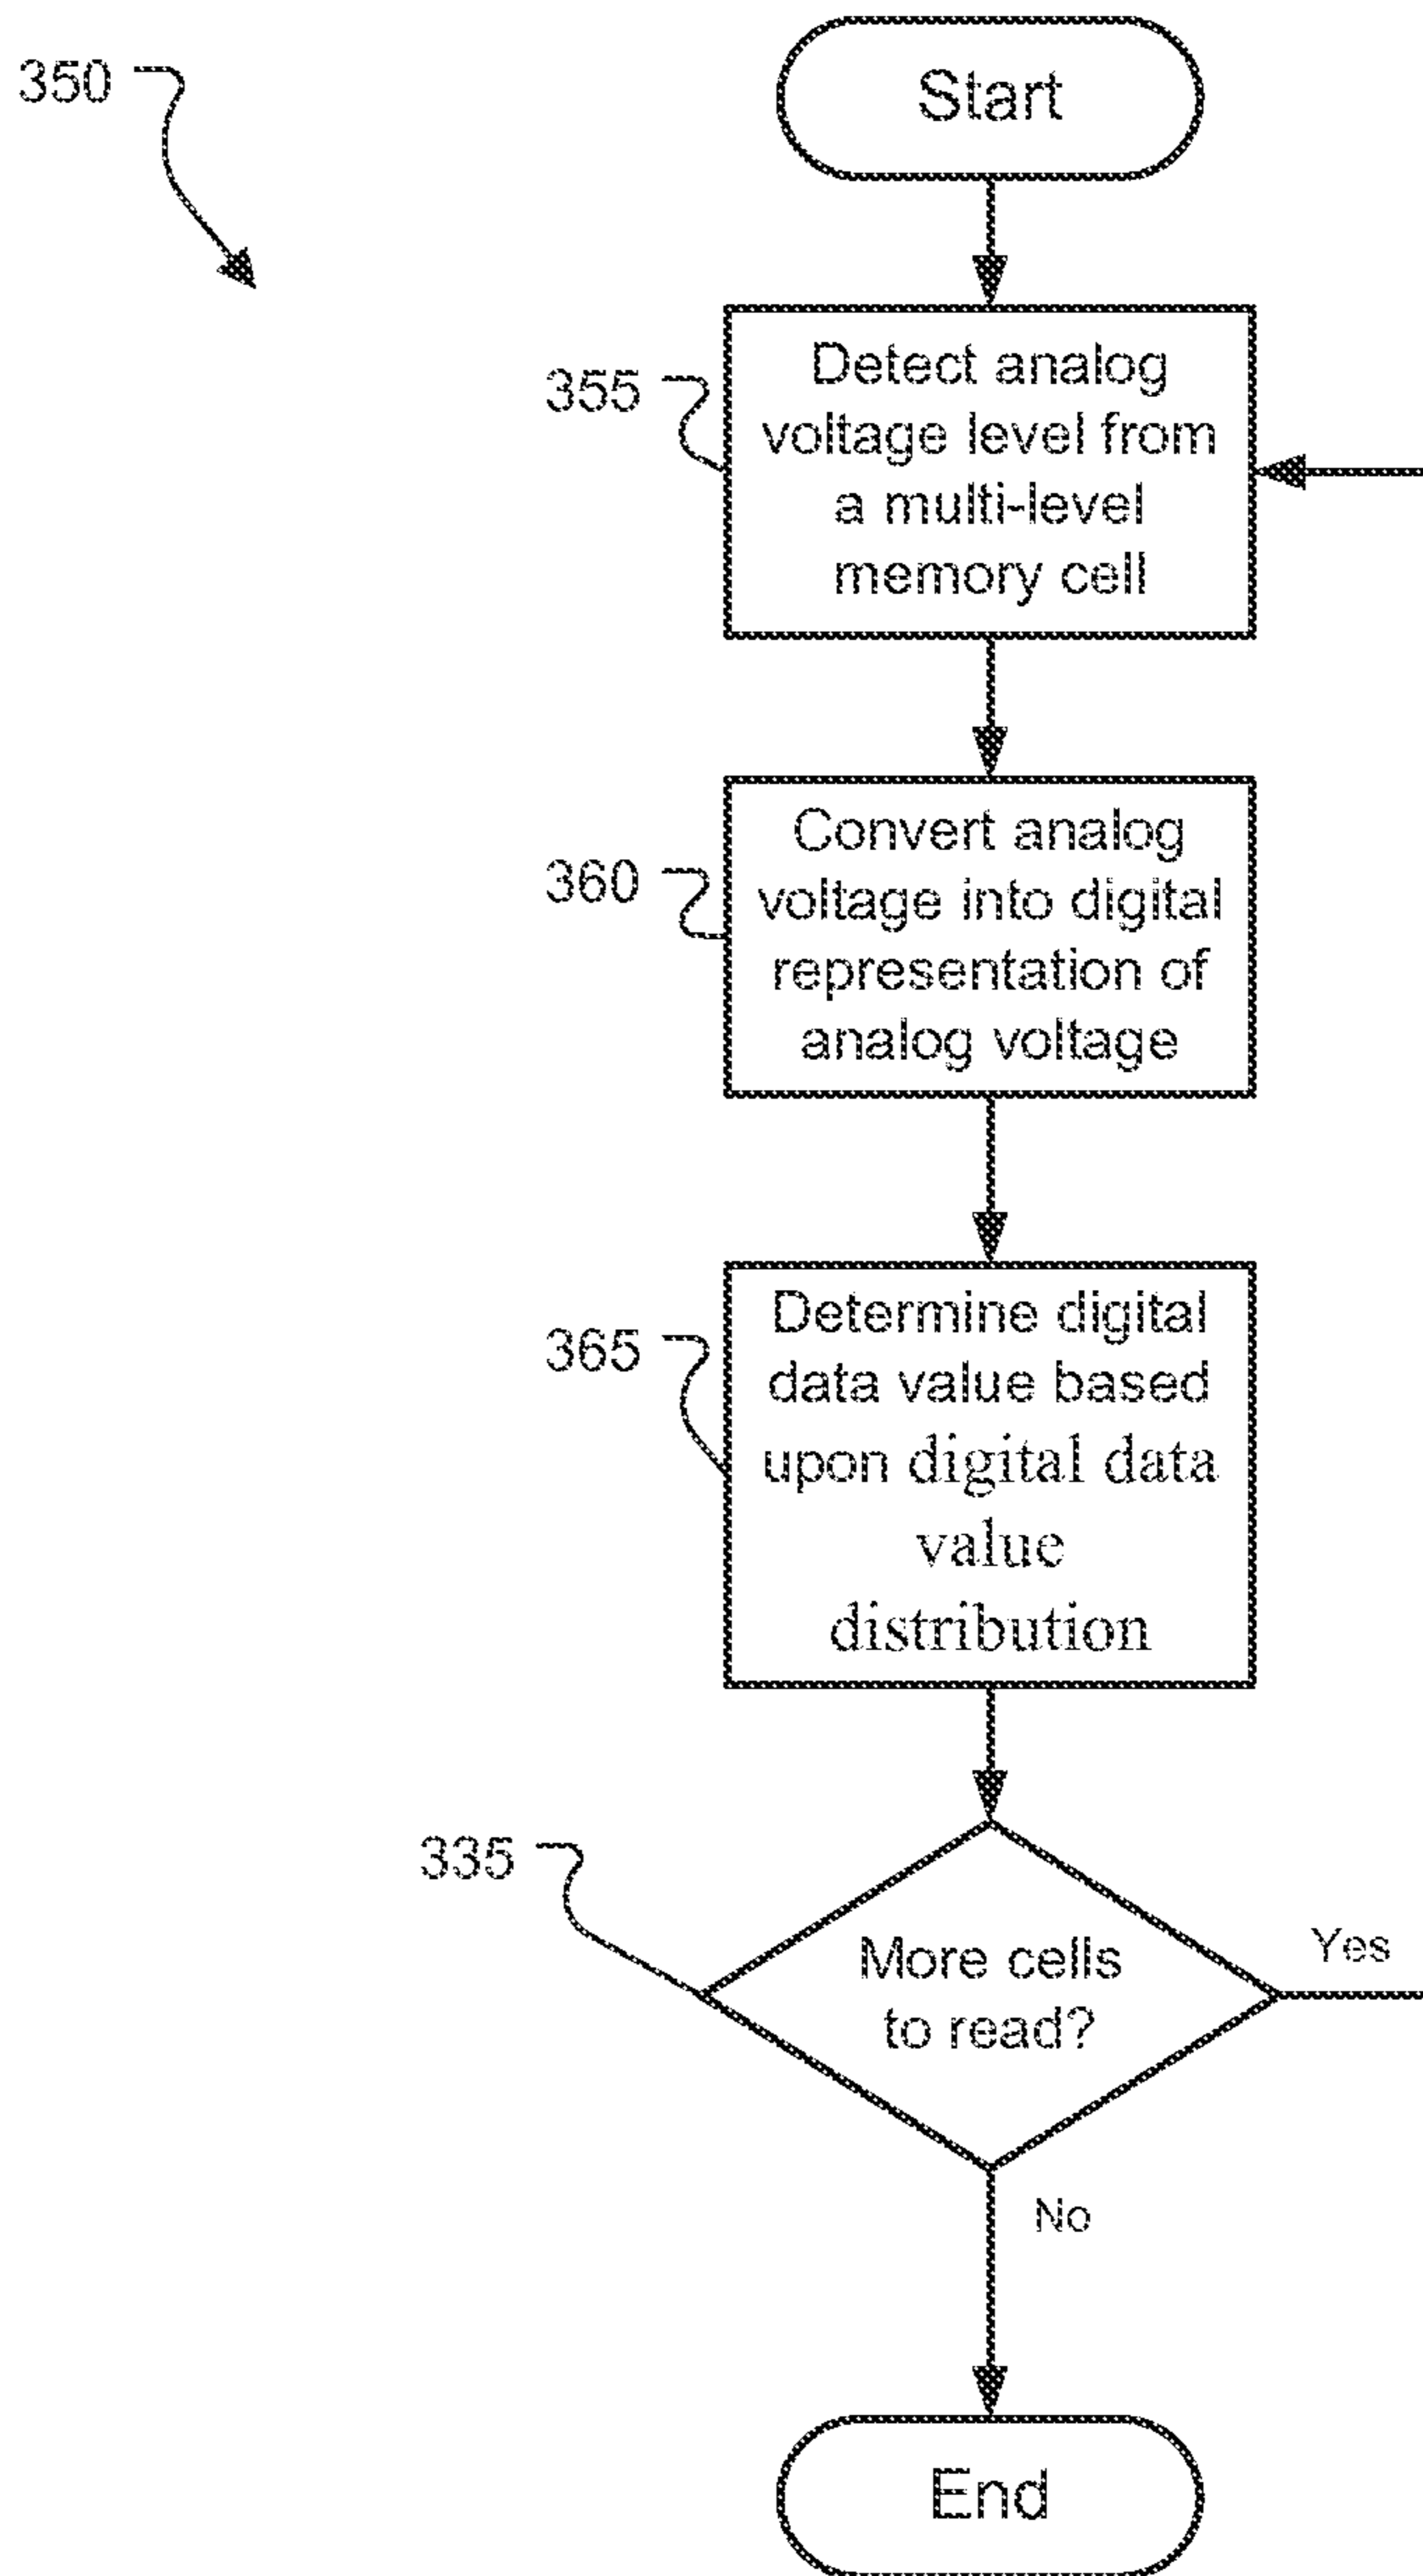 350
Start
355
Detect analog
voltage level from
a multi-level
memory cell
360
Convert analog
voltage into digital
representation of
analog voltage
365
Determine digital
data value based
upon digital data
value
distribution
335
More cells
to read?
Yes
No
End